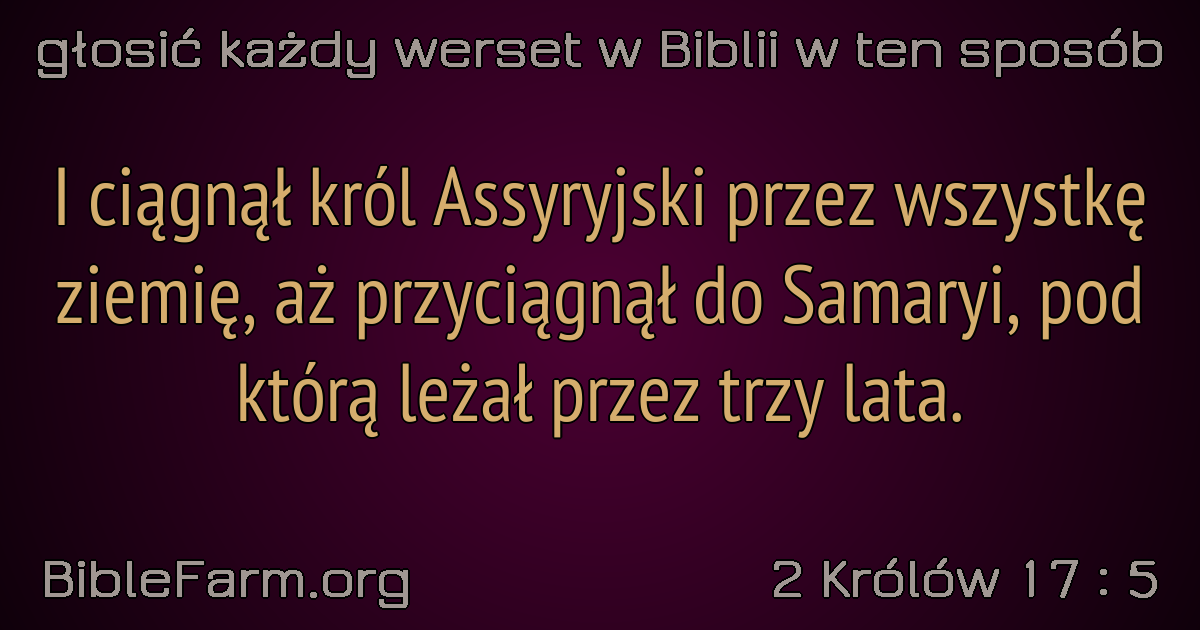 głosić każdy werset w Biblii w ten sposób
I ciągnął król Assyryjski przez wszystkę
ziemię, aż przyciągnął do Samaryi, pod
którą leżał przez trzy lata.
BibleFarm.org
2 Królów 17 : 5